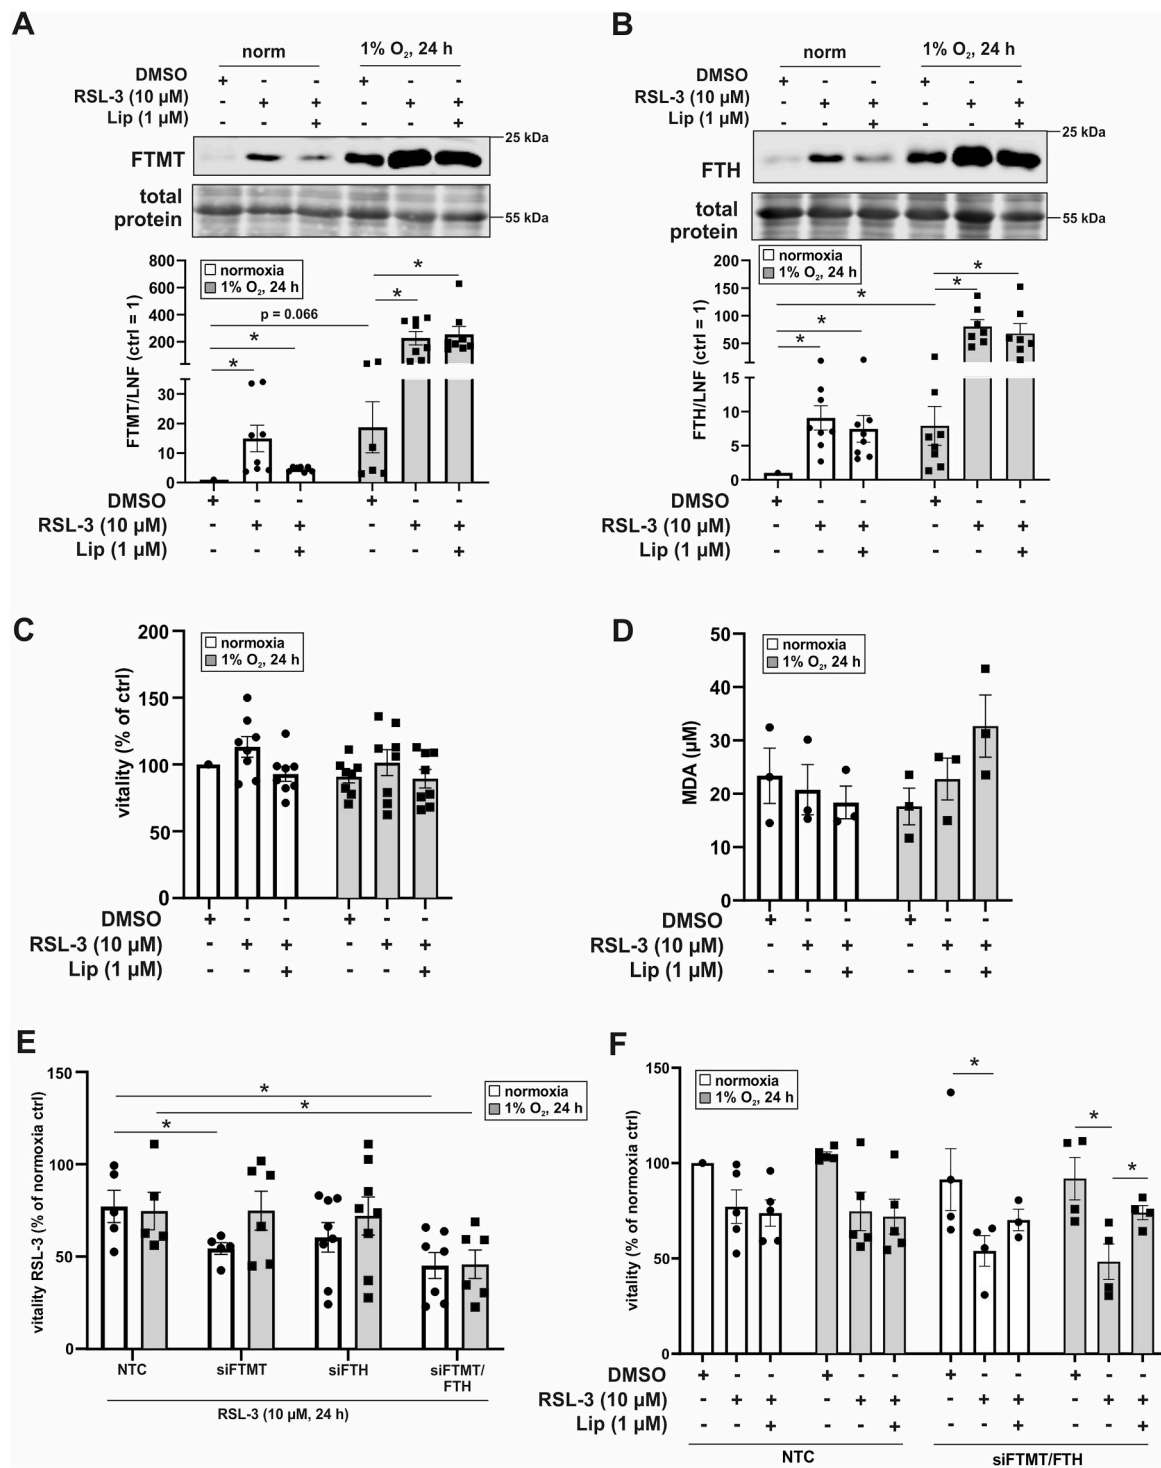 A
norm
1% O2, 24 h
DMSO + - - + - -
RSL-3 (10 µM) - + + - + +
Lip (1 µM) - - + - - +
25 kDa
FTMT
total
protein
55 kDa
800
600
400
200
30
20
10
0
FTMT/LNF (ctrl = 1)
normoxia
1% O2, 24 h
p = 0.066
*
*
*
*
DMSO + - - + - -
RSL-3 (10 µM) - + + - + +
Lip (1 µM) - - + - - +
B
norm
1% O2, 24 h
DMSO + - - + - -
RSL-3 (10 µM) - + + - + +
Lip (1 µM) - - + - - +
25 kDa
FTH
total
protein
55 kDa
200
150
100
50
15
10
5
0
FTH/LNF (ctrl = 1)
normoxia
1% O2, 24 h
*
*
*
*
*
DMSO + - - + - -
RSL-3 (10 µM) - + + - + +
Lip (1 µM) - - + - - +
C
200
150
100
50
0
vitality (% of ctrl)
normoxia
1% O2, 24 h
DMSO + - - + - -
RSL-3 (10 µM) - + + - + +
Lip (1 µM) - - + - - +
D
50
40
30
20
10
0
MDA (µM)
normoxia
1% O2, 24 h
DMSO + - - + - -
RSL-3 (10 µM) - + + - + +
Lip (1 µM) - - + - - +
E
150
100
50
0
vitality RSL-3 (% of normoxia ctrl)
normoxia
1% O2, 24 h
*
*
*
NTC siFTMT siFTH siFTMT/
FTH
RSL-3 (10 µM, 24 h)
F
150
100
50
0
vitality (% of normoxia ctrl)
normoxia
1% O2, 24 h
*
*
*
DMSO + - - + - - + - - + - -
RSL-3 (10 µM) - + + - + + - + + - + +
Lip (1 µM) - - + - - + - - + - - +
NTC siFTMT/FTH